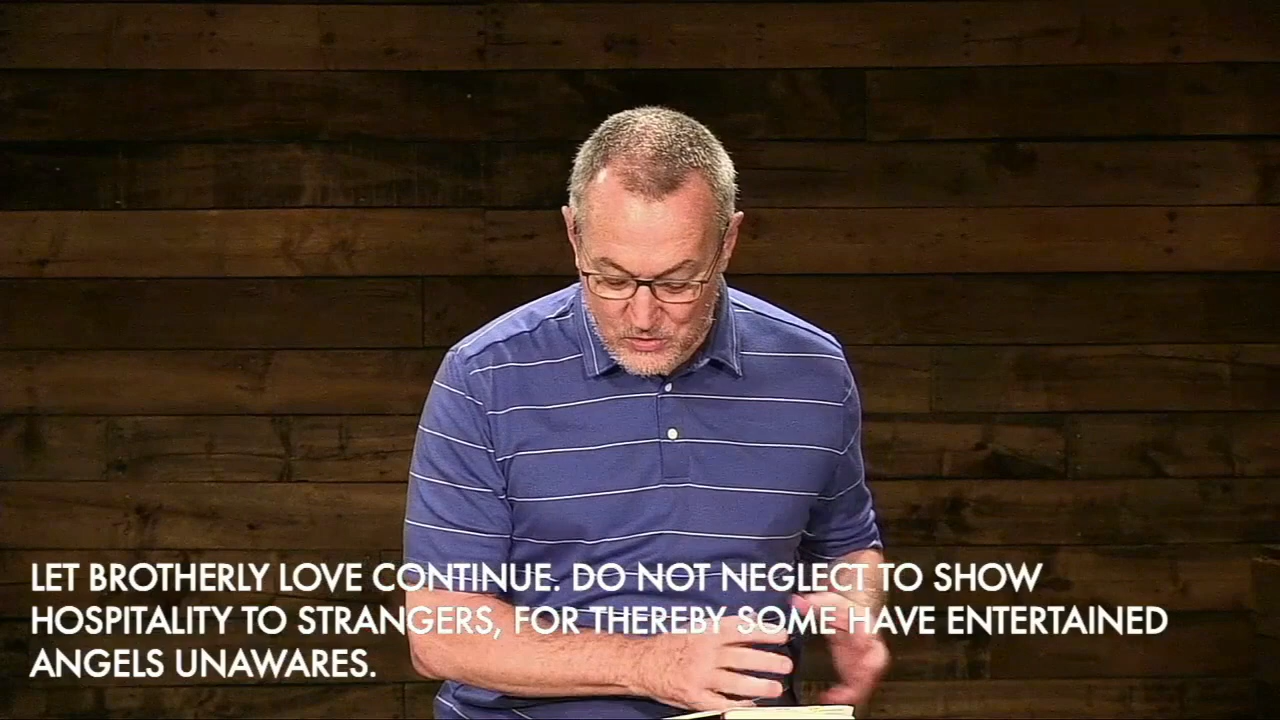 LET BROTHERLY LOVE CONTINUE. DO NOT NEGLECT TO SHOW
HOSPITALITY TO STRANGERS, FOR THEREBY SOME HAVE ENTERTAINED
ANGELS UNAWARES.